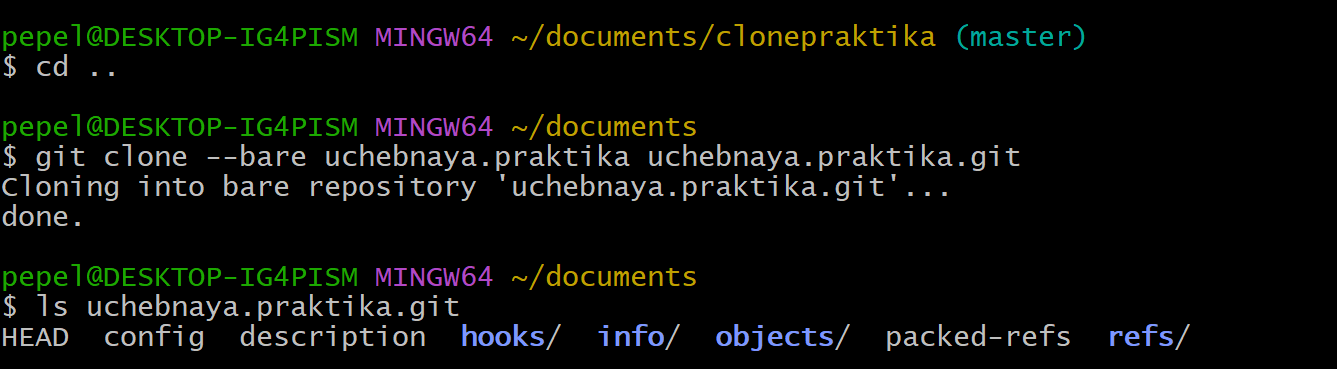 pepel@DESKTOP-IG4PISM MINGW64 ~/documents/clonepraktika (master)
$ cd ..
pepel@DESKTOP-IG4PISM MINGW64 ~/documents
$ git clone --bare uchebnaya.praktika uchebnaya.praktika.git
Cloning into bare repository 'uchebnaya.praktika.git'...
done.
pepel@DESKTOP-IG4PISM MINGW64 ~/documents
$ ls uchebnaya.praktika.git
HEAD  config  description  hooks/  info/  objects/  packed-refs  refs/